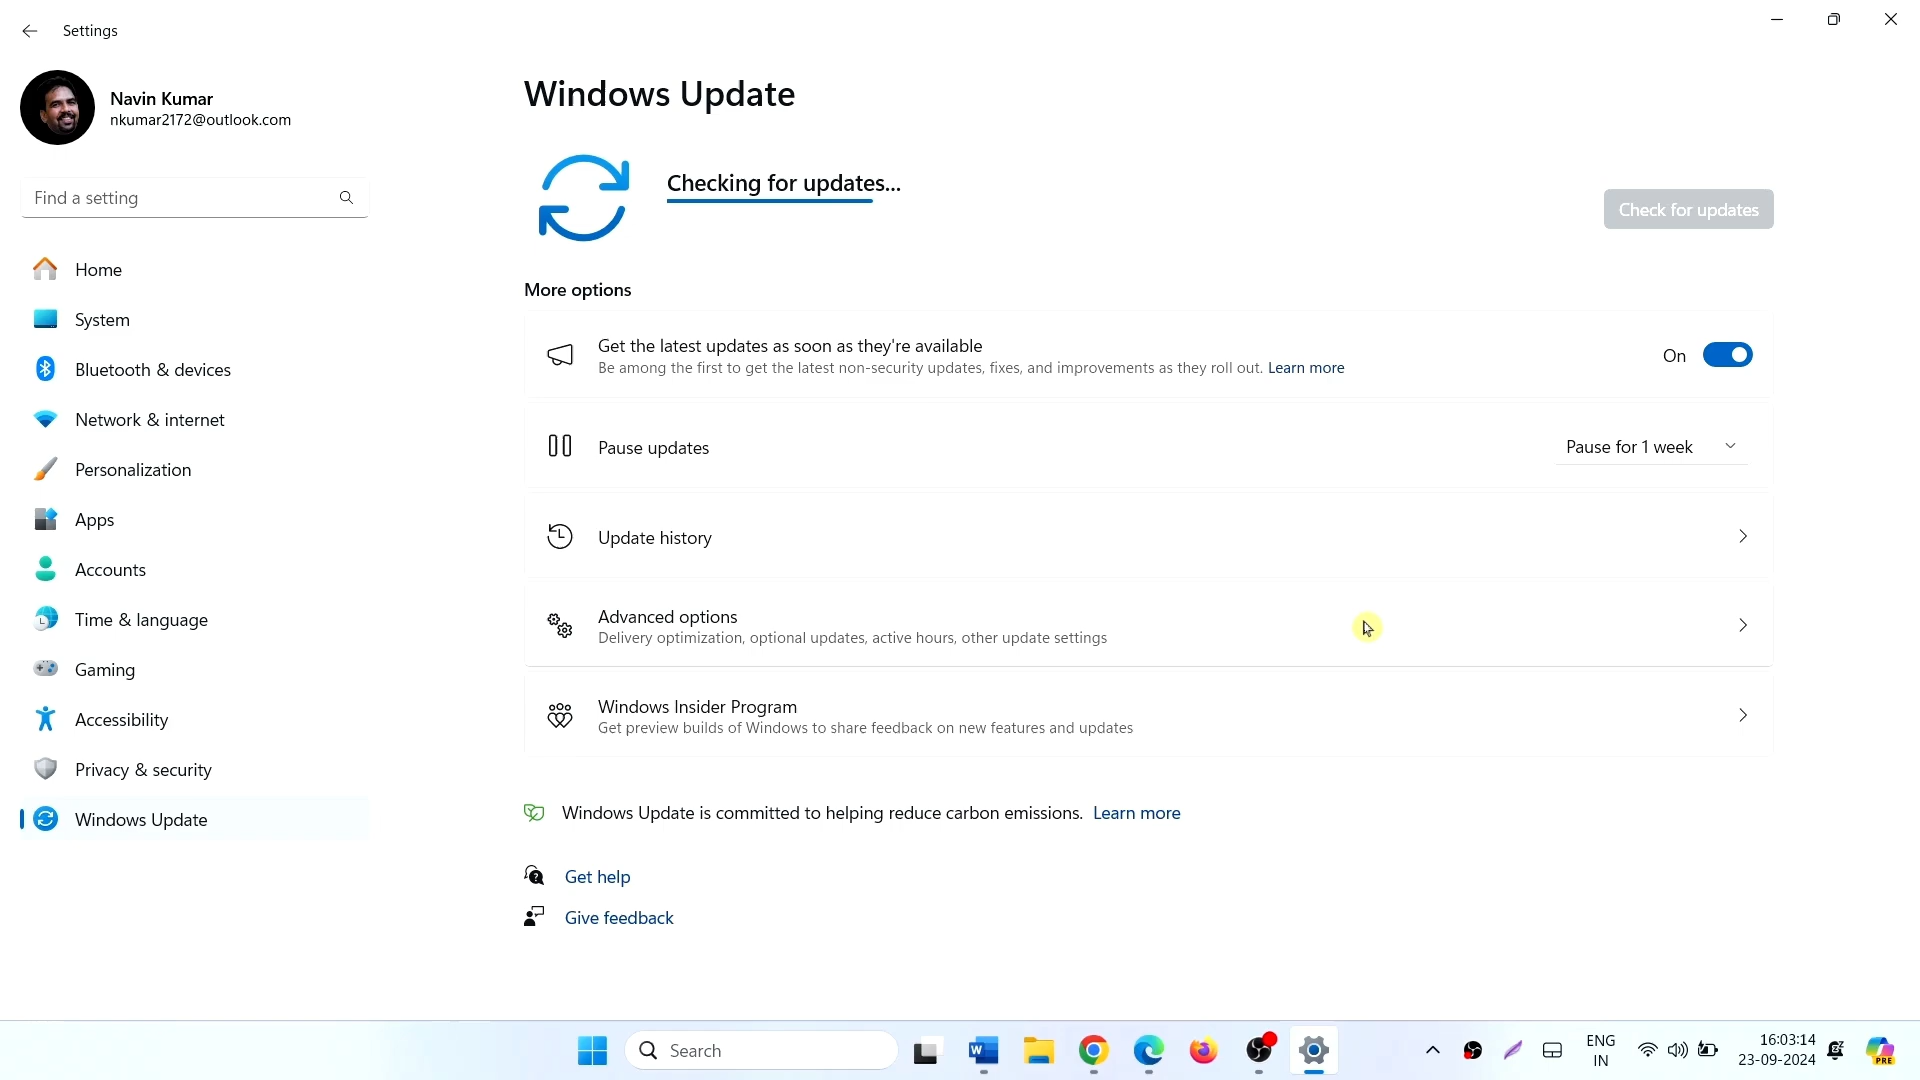 Settings
Navin Kumar
nkumar2172@outlook.com
Find a setting
Home
System
Bluetooth & devices
Network & internet
Personalization
Apps
Accounts
Time & language
Gaming
Accessibility
Privacy & security
Windows Update
Windows Update
Checking for updates...
Check for updates
More options
Get the latest updates as soon as they're available
Be among the first to get the latest non-security updates, fixes, and improvements as they roll out. Learn more
On
Pause updates
Pause for 1 week
Update history
Advanced options
Delivery optimization, optional updates, active hours, other update settings
Windows Insider Program
Get preview builds of Windows to share feedback on new features and updates
Windows Update is committed to helping reduce carbon emissions. Learn more
Get help
Give feedback
Search
W
ENG
IN
16:03:14
23-09-2024
PRE